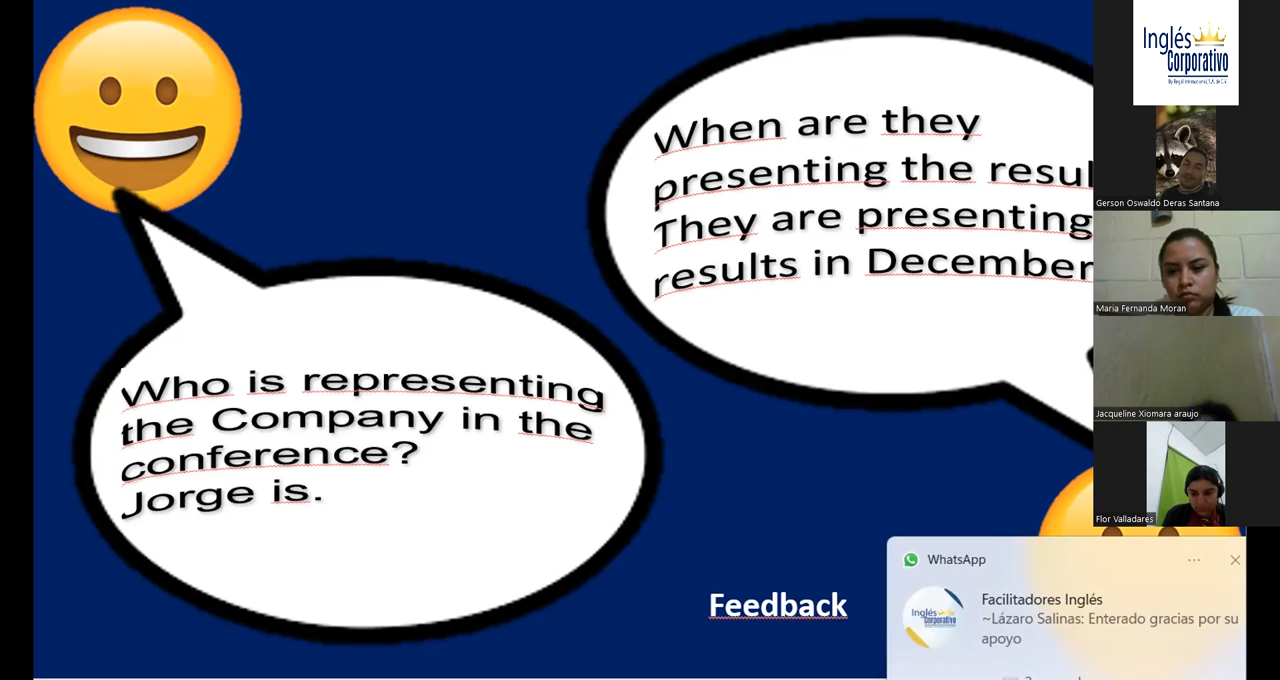 Who is representing
the Company in the
conference?
Jorge is.
When are they
presenting the resul
They are presenting
results in December
Feedback
Inglés
Corporativo
Gerson Oswaldo Deras Santana
Maria Fernanda Moran
Jacqueline Xiomara araujo
Flor Valladares
WhatsApp
Facilitadores Inglés
~Lázaro Salinas: Enterado gracias por su
apoyo